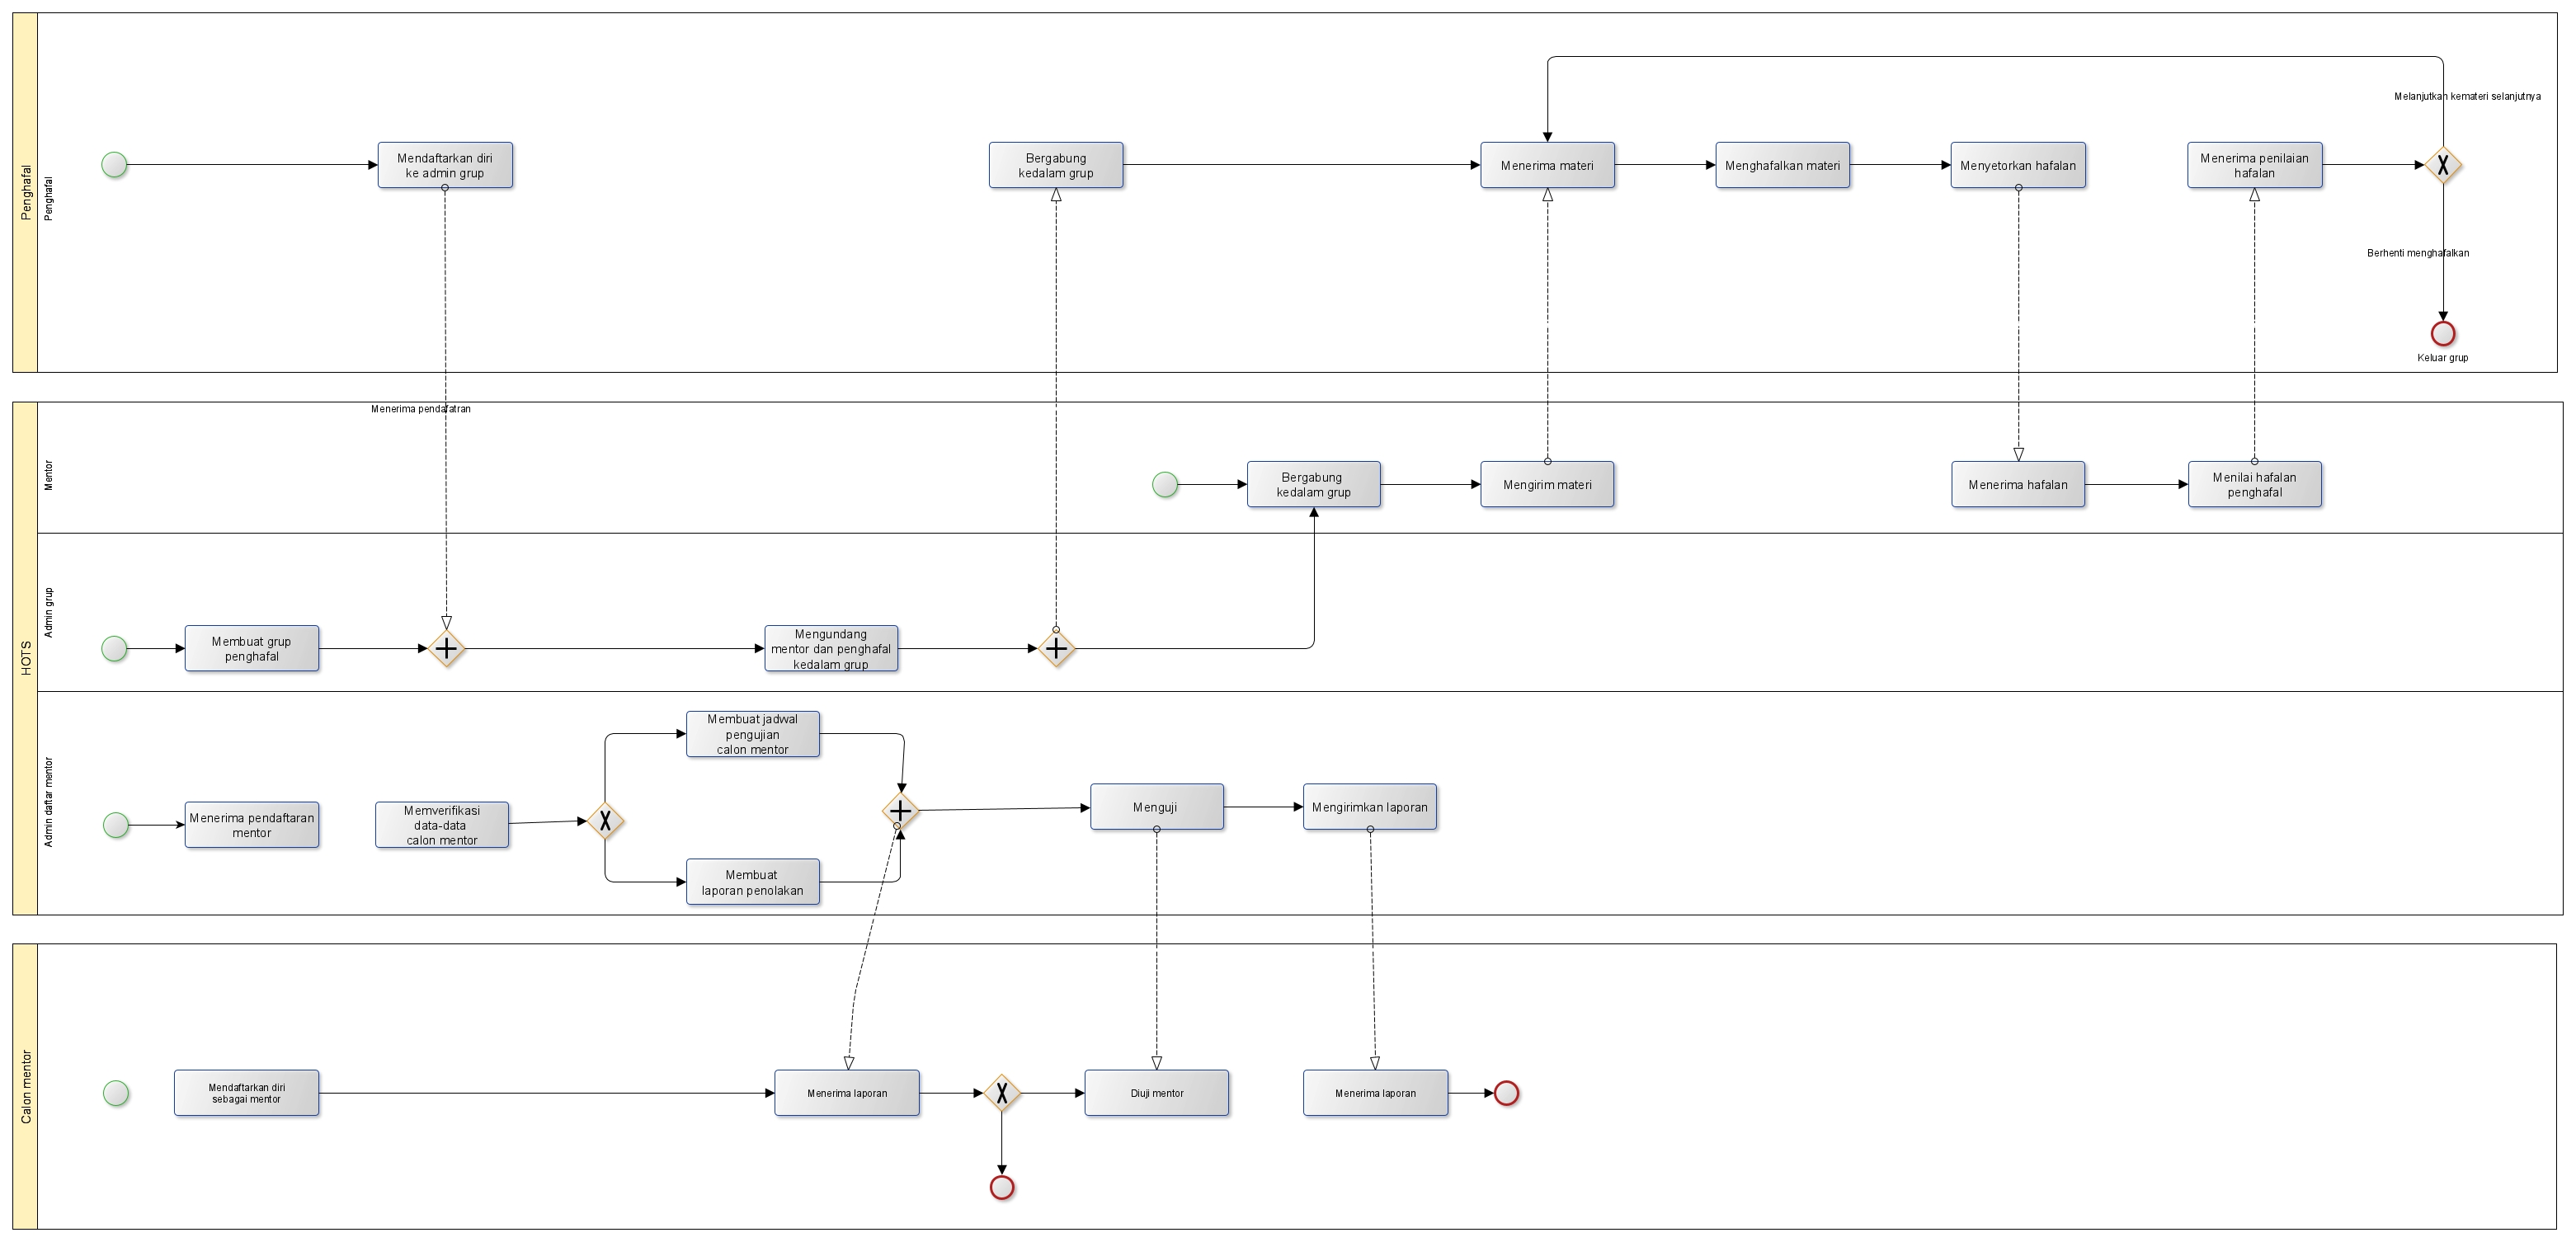 Penghafal
Penghafal
Mendaftarkan diri
ke admin grup
Bergabung
kedalam grup
Menerima materi
Menghafalkan materi
Menyetorkan hafalan
Menerima penilaian
hafalan
Melanjutkan kemateri selanjutnya
Berhenti menghafalkan
Keluar grup
HOTS
Menerima pendafatran
Mentor
Bergabung
kedalam grup
Mengirim materi
Menerima hafalan
Menilai hafalan
penghafal
Admin grup
Membuat grup
penghafal
Mengundang
mentor dan penghafal
kedalam grup
Admin daftar mentor
Menerima pendaftaran
mentor
Memverifikasi
data-data
calon mentor
Membuat jadwal
pengujian
calon mentor
Membuat
laporan penolakan
Menguji
Mengirimkan laporan
Calon mentor
Mendaftarkan diri
sebagai mentor
Menerima laporan
Diuji mentor
Menerima laporan